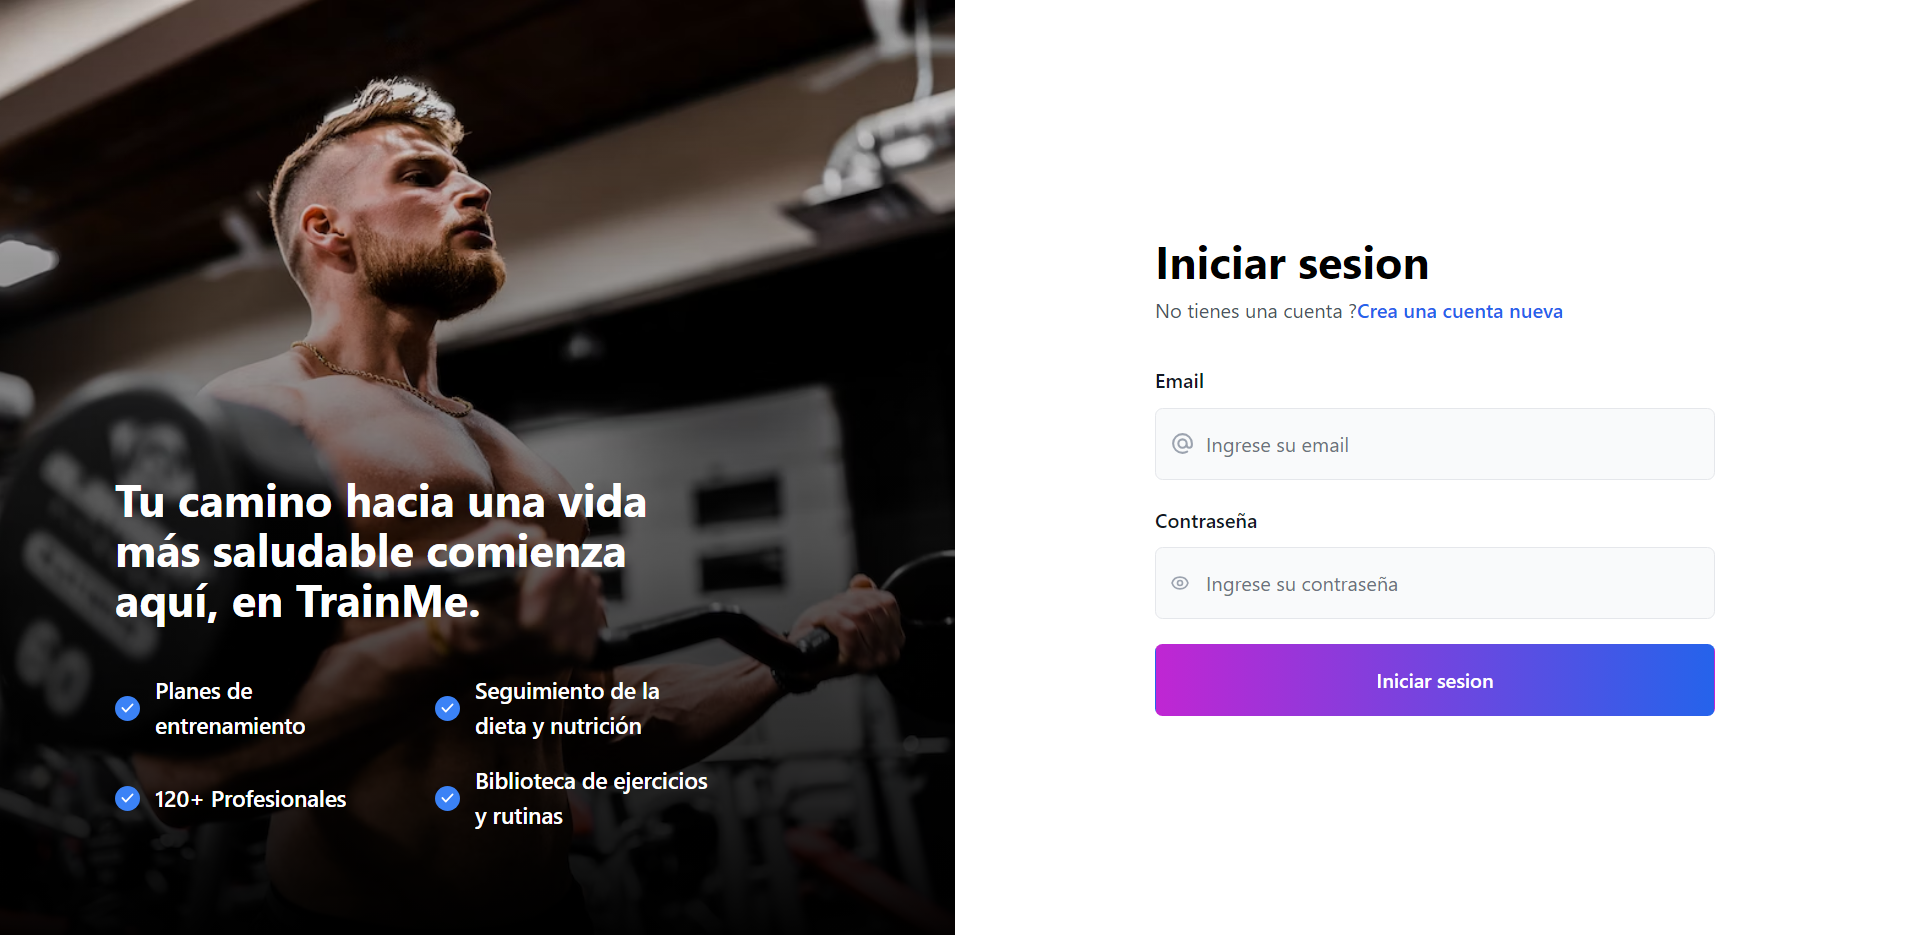 Tu camino hacia una vida
más saludable comienza
aquí, en TrainMe.
Planes de
entrenamiento
Seguimiento de la
dieta y nutrición
120+ Profesionales
Biblioteca de ejercicios
y rutinas
Iniciar sesion
No tienes una cuenta ?Crea una cuenta nueva
Email
Ingrese su email
Contraseña
Ingrese su contraseña
Iniciar sesion
60